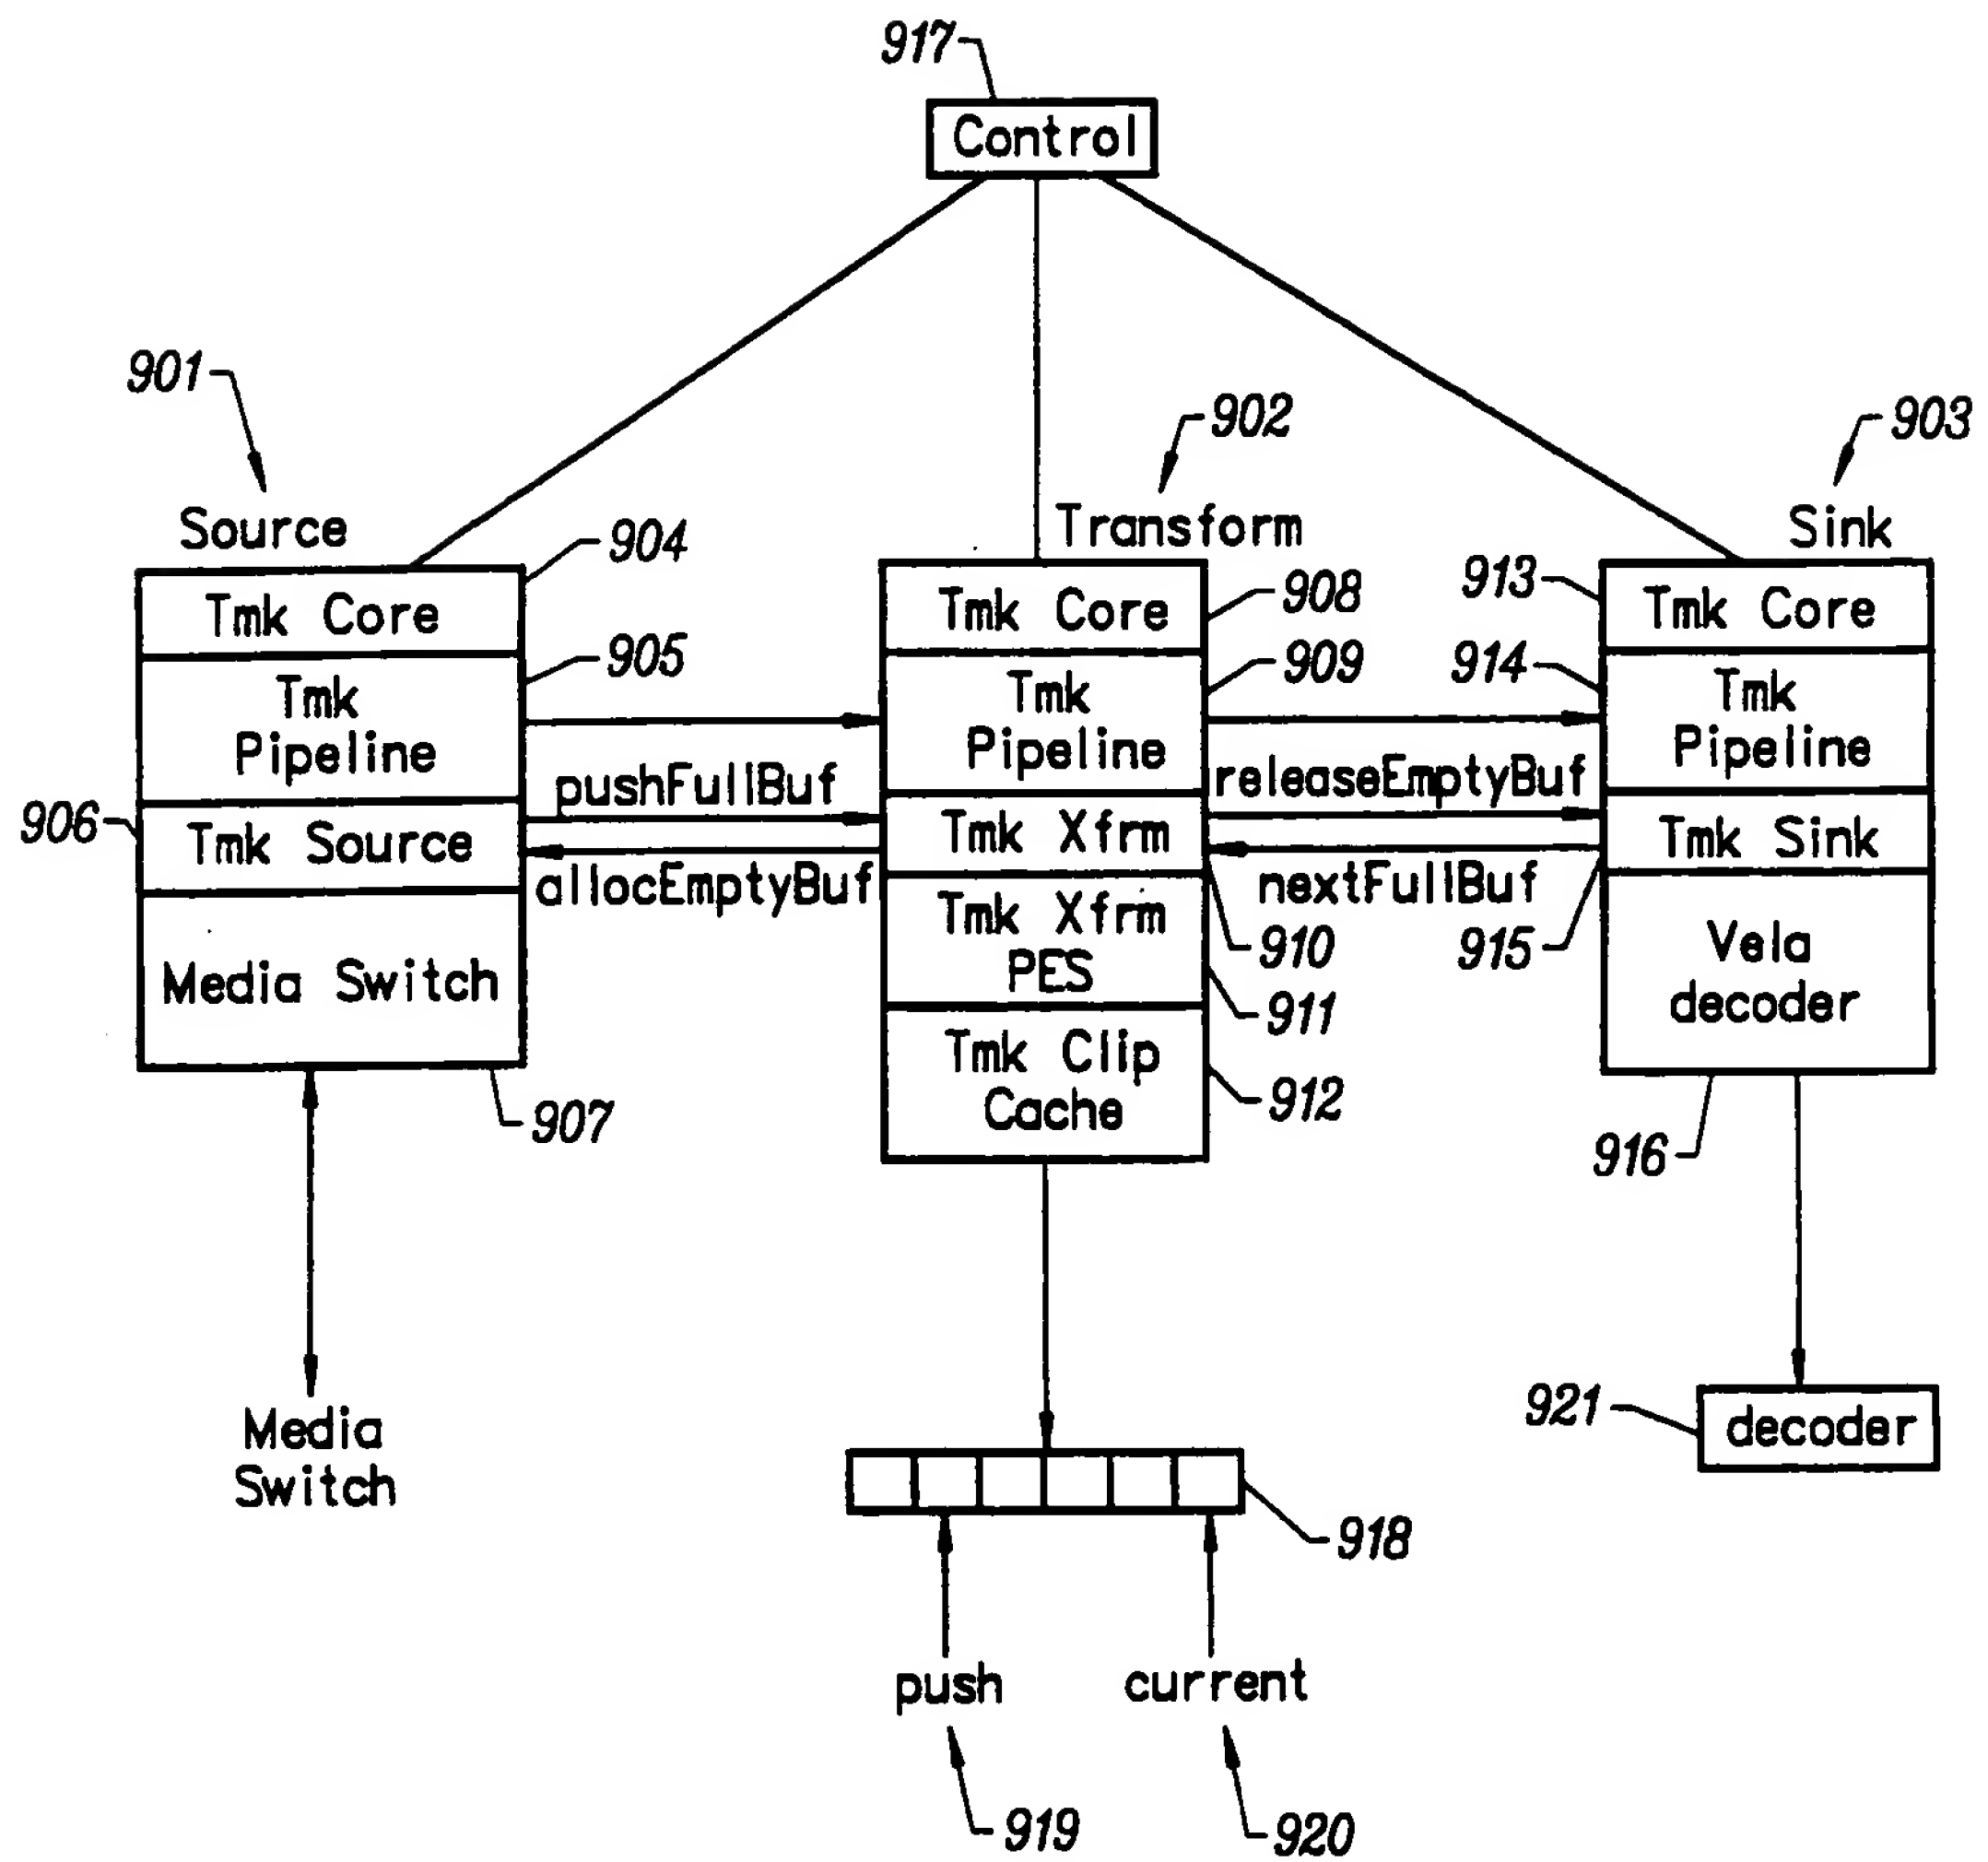 917
Control
901
902
903
Source
Transform
Sink
904
908
913
Tmk Core
Tmk Core
Tmk Core
905
909
914
Tmk
Pipeline
Tmk
Pipeline
Tmk
Pipeline
pushFullBuf
releaseEmptyBuf
906
Tmk Source
Tmk Xfrm
Tmk Sink
allocEmptyBuf
nextFullBuf
910
915
Media Switch
Tmk Xfrm
PES
Vela
decoder
911
Tmk Clip
Cache
912
907
916
Media
Switch
921
decoder
918
push
current
919
920